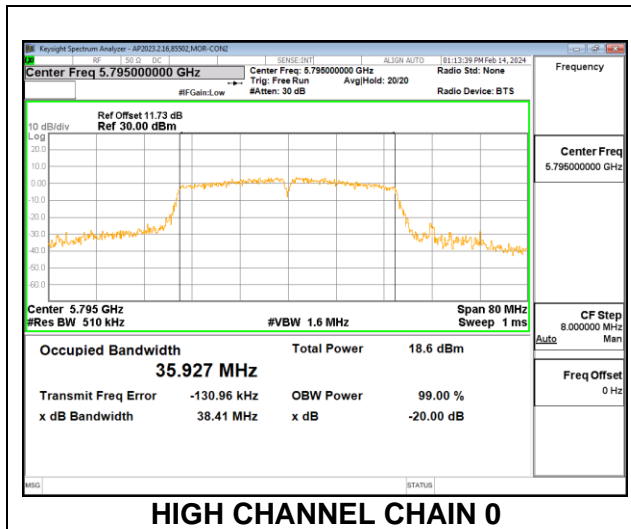 Keysight Spectrum Analyzer - AP2023.2.16,85502,MOR-CON2
RF 50 Ω DC SENSE:INT ALIGN AUTO 01:13:39 PM Feb 14, 2024
Center Freq 5.795000000 GHz
Center Freq: 5.795000000 GHz
Radio Std: None
Trig: Free Run Avg|Hold: 20/20
#IFGain:Low #Atten: 30 dB Radio Device: BTS
Frequency
Ref Offset 11.73 dB
10 dB/div Ref 30.00 dBm
Log
20.0
10.0
0.00
-10.0
-20.0
-30.0
-40.0
-50.0
-60.0
Center Freq
5.795000000 GHz
Center 5.795 GHz Span 80 MHz
#Res BW 510 kHz #VBW 1.6 MHz Sweep 1 ms
CF Step
8.000000 MHz
Auto Man
Occupied Bandwidth Total Power 18.6 dBm
35.927 MHz
Transmit Freq Error -130.96 kHz OBW Power 99.00 %
x dB Bandwidth 38.41 MHz x dB -20.00 dB
Freq Offset
0 Hz
MSG STATUS
HIGH CHANNEL CHAIN 0